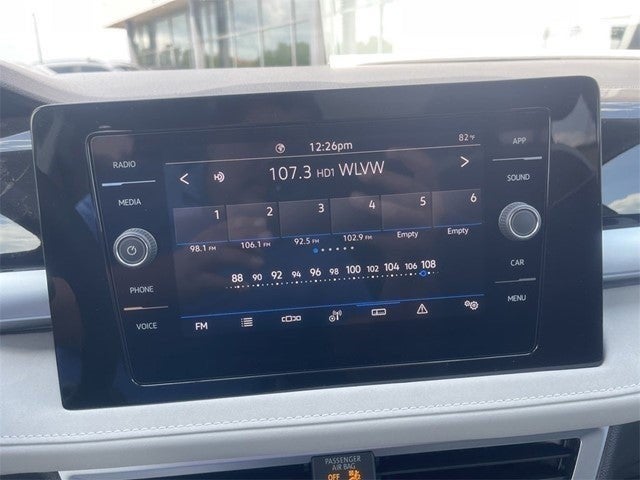 12:26pm
82°F
RADIO
MEDIA
PHONE
VOICE
107.3 HD1 WLVW
1 2 3 4 5 6
98.1 FM 106.1 FM 92.5 FM 102.9 FM Empty Empty
88 90 92 94 96 98 100 102 104 106 108
FM
APP
SOUND
CAR
MENU
PASSENGER
AIR BAG
OFF